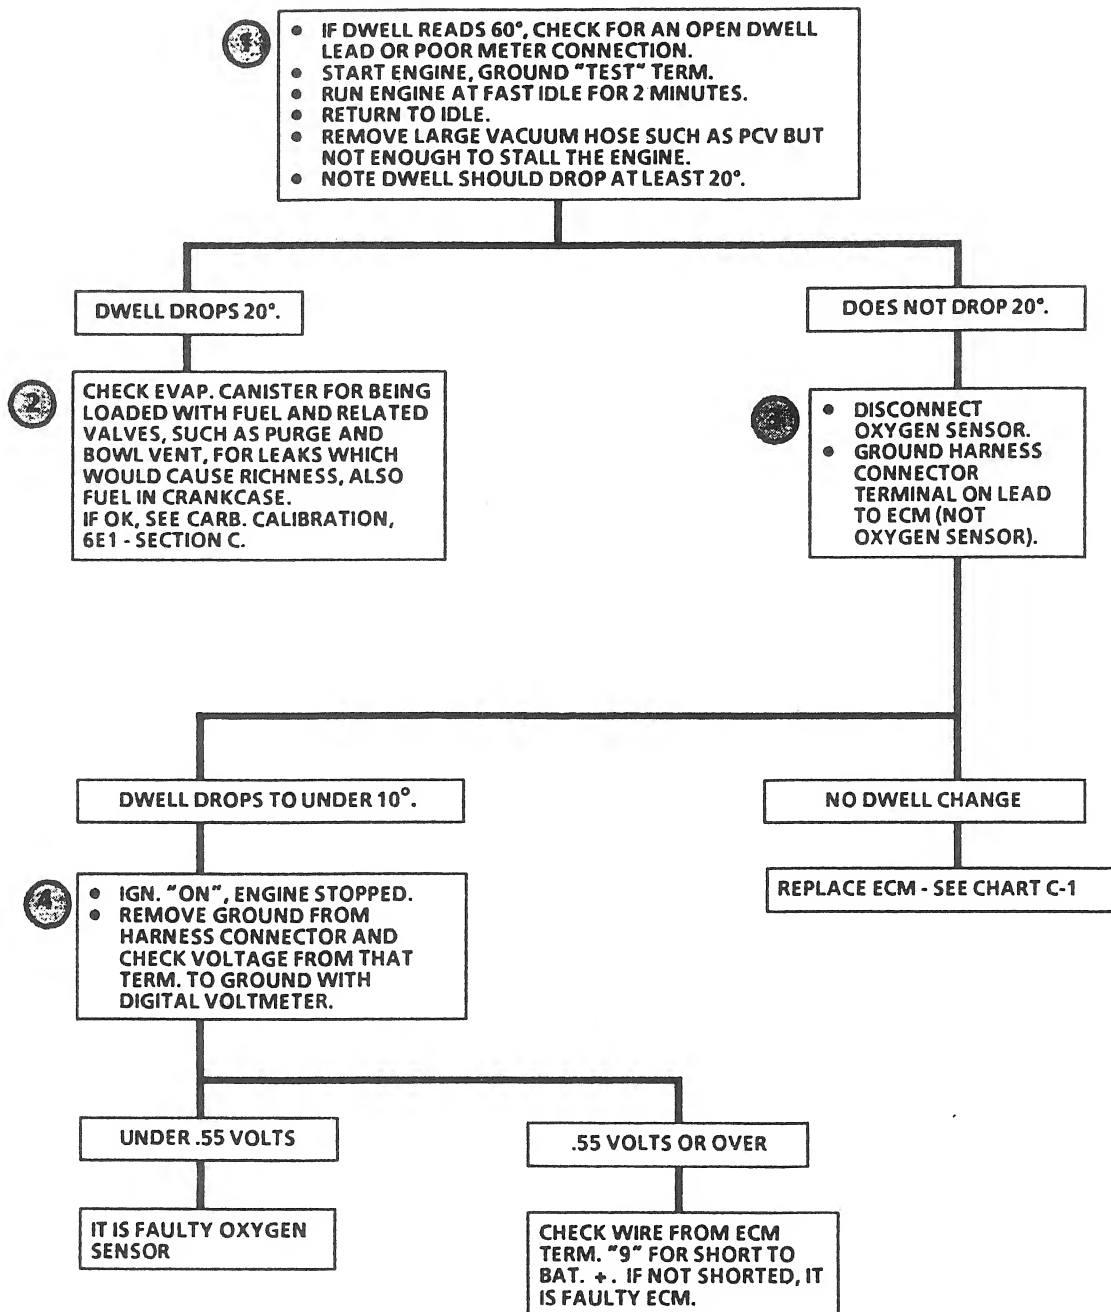 1
• IF DWELL READS 60°, CHECK FOR AN OPEN DWELL
LEAD OR POOR METER CONNECTION.
• START ENGINE, GROUND "TEST" TERM.
• RUN ENGINE AT FAST IDLE FOR 2 MINUTES.
• RETURN TO IDLE.
• REMOVE LARGE VACUUM HOSE SUCH AS PCV BUT
NOT ENOUGH TO STALL THE ENGINE.
• NOTE DWELL SHOULD DROP AT LEAST 20°.
DWELL DROPS 20°.
DOES NOT DROP 20°.
2
CHECK EVAP. CANISTER FOR BEING
LOADED WITH FUEL AND RELATED
VALVES, SUCH AS PURGE AND
BOWL VENT, FOR LEAKS WHICH
WOULD CAUSE RICHNESS, ALSO
FUEL IN CRANKCASE.
IF OK, SEE CARB. CALIBRATION,
6E1 - SECTION C.
3
• DISCONNECT
OXYGEN SENSOR.
• GROUND HARNESS
CONNECTOR
TERMINAL ON LEAD
TO ECM (NOT
OXYGEN SENSOR).
DWELL DROPS TO UNDER 10°.
NO DWELL CHANGE
4
• IGN. "ON", ENGINE STOPPED.
• REMOVE GROUND FROM
HARNESS CONNECTOR AND
CHECK VOLTAGE FROM THAT
TERM. TO GROUND WITH
DIGITAL VOLTMETER.
REPLACE ECM - SEE CHART C-1
UNDER .55 VOLTS
.55 VOLTS OR OVER
IT IS FAULTY OXYGEN
SENSOR
CHECK WIRE FROM ECM
TERM. "9" FOR SHORT TO
BAT. +. IF NOT SHORTED, IT
IS FAULTY ECM.